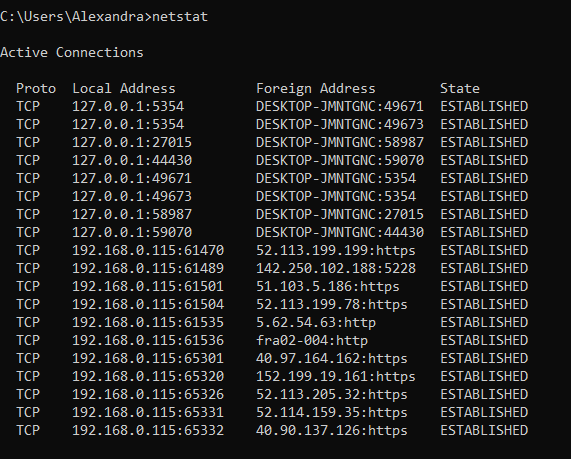 C:\Users\Alexandra>netstat
Active Connections
Proto  Local Address          Foreign Address        State
TCP    127.0.0.1:5354         DESKTOP-JMNTGNC:49671  ESTABLISHED
TCP    127.0.0.1:5354         DESKTOP-JMNTGNC:49673  ESTABLISHED
TCP    127.0.0.1:27015        DESKTOP-JMNTGNC:58987  ESTABLISHED
TCP    127.0.0.1:44430        DESKTOP-JMNTGNC:59070  ESTABLISHED
TCP    127.0.0.1:49671        DESKTOP-JMNTGNC:5354   ESTABLISHED
TCP    127.0.0.1:49673        DESKTOP-JMNTGNC:5354   ESTABLISHED
TCP    127.0.0.1:58987        DESKTOP-JMNTGNC:27015  ESTABLISHED
TCP    127.0.0.1:59070        DESKTOP-JMNTGNC:44430  ESTABLISHED
TCP    192.168.0.115:61470    52.113.199.199:https   ESTABLISHED
TCP    192.168.0.115:61489    142.250.102.188:5228   ESTABLISHED
TCP    192.168.0.115:61501    51.103.5.186:https     ESTABLISHED
TCP    192.168.0.115:61504    52.113.199.78:https    ESTABLISHED
TCP    192.168.0.115:61535    5.62.54.63:http        ESTABLISHED
TCP    192.168.0.115:61536    fra02-004:http         ESTABLISHED
TCP    192.168.0.115:65301    40.97.164.162:https    ESTABLISHED
TCP    192.168.0.115:65320    152.199.19.161:https   ESTABLISHED
TCP    192.168.0.115:65326    52.113.205.32:https    ESTABLISHED
TCP    192.168.0.115:65331    52.114.159.35:https    ESTABLISHED
TCP    192.168.0.115:65332    40.90.137.126:https    ESTABLISHED